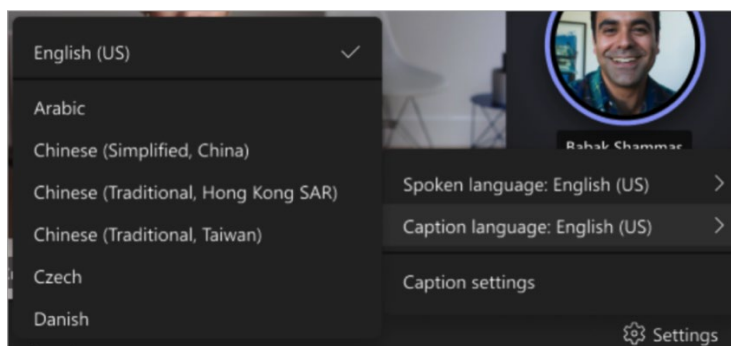 English (US)
Arabic
Chinese (Simplified, China)
Chinese (Traditional, Hong Kong SAR)
Chinese (Traditional, Taiwan)
Czech
Danish
Babak Shammas
Spoken language: English (US)
Caption language: English (US)
Caption settings
Settings